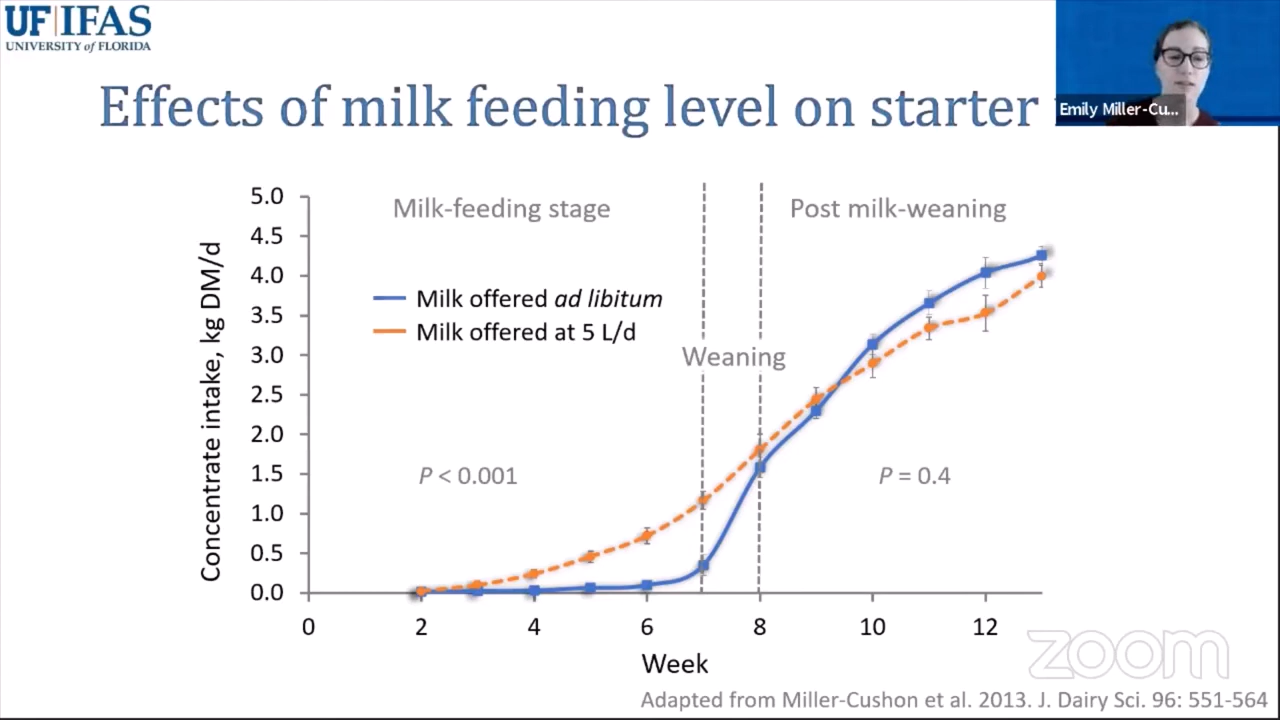 UF|IFAS
UNIVERSITY of FLORIDA
Effects of milk feeding level on starter
Emily Miller-Cu...
5.0
4.5
4.0
3.5
3.0
2.5
2.0
1.5
1.0
0.5
0.0
Concentrate intake, kg DM/d
Milk-feeding stage
Post milk-weaning
Milk offered ad libitum
Milk offered at 5 L/d
Weaning
P < 0.001
P = 0.4
0 2 4 6 8 10 12
Week
zoom
Adapted from Miller-Cushon et al. 2013. J. Dairy Sci. 96: 551-564